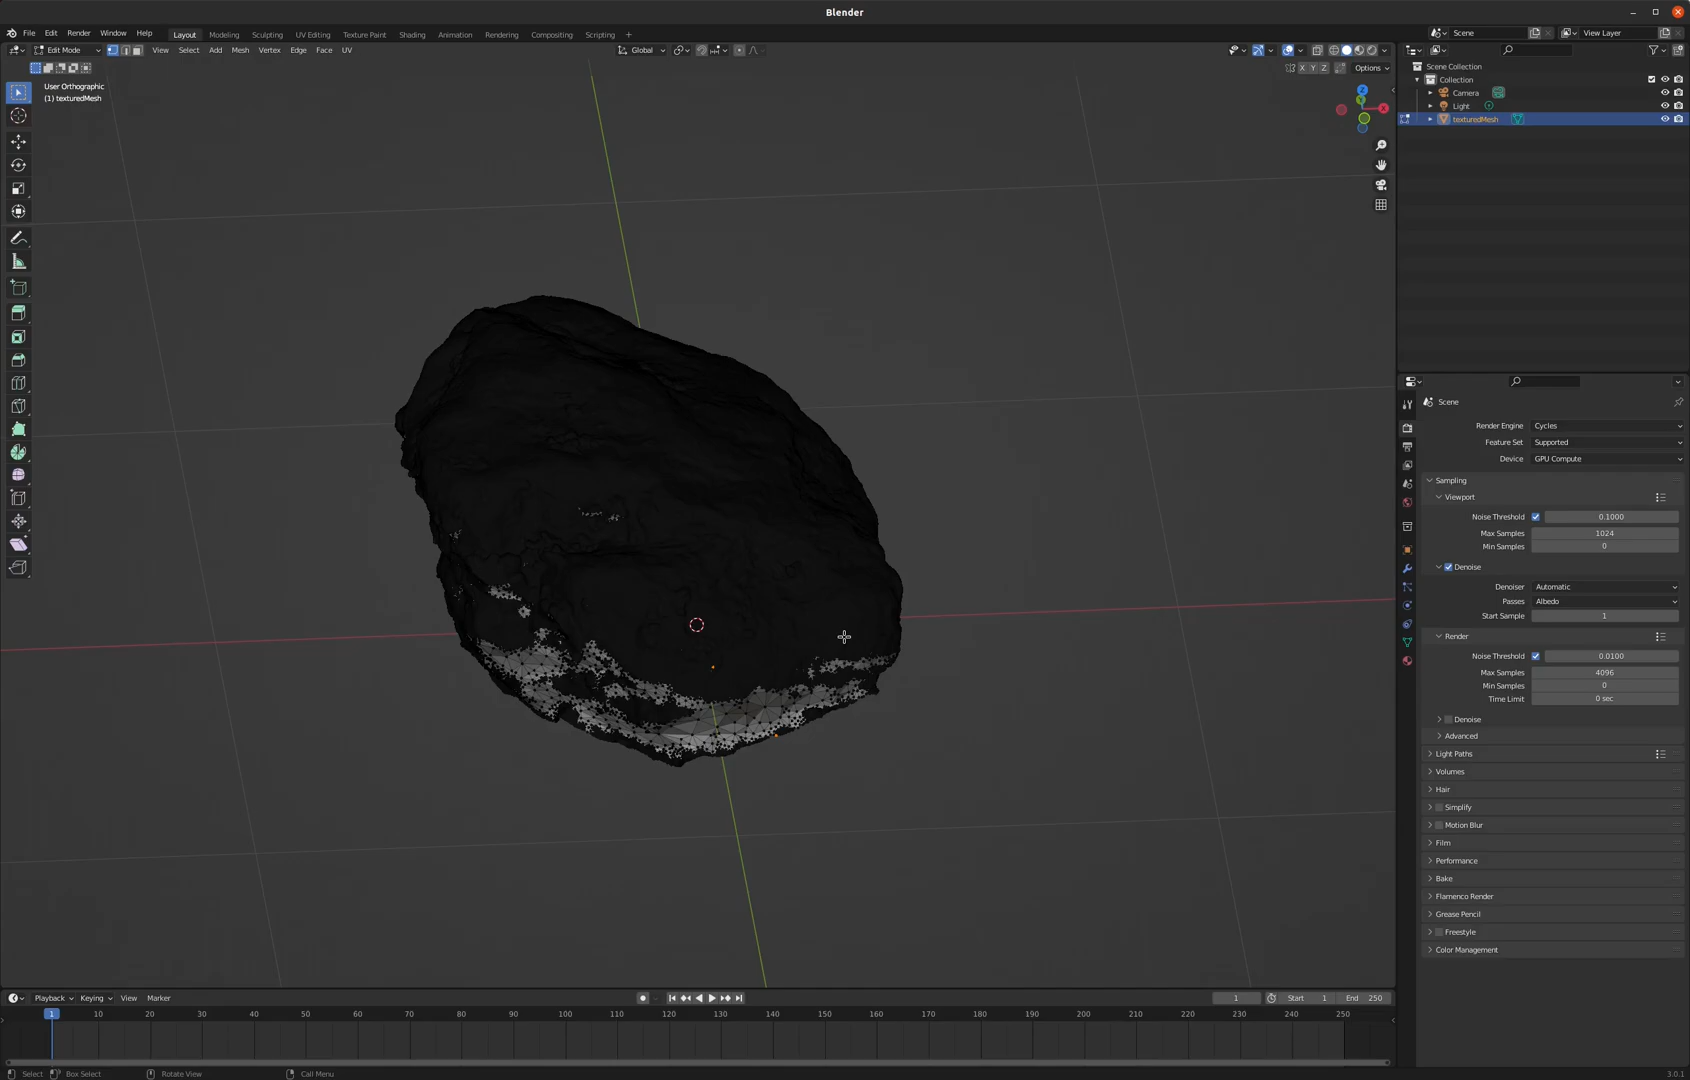 Blender
File Edit Render Window Help Layout Modeling Sculpting UV Editing Texture Paint Shading Animation Rendering Compositing Scripting + Scene View Layer
Edit Mode View Select Add Mesh Vertex Edge Face UV Global
X Y Z Options
User Orthographic
(1) texturedMesh
Z
Y
X
Scene Collection
Collection
Camera
Light
texturedMesh
Scene
Render Engine Cycles
Feature Set Supported
Device GPU Compute
Sampling
Viewport
Noise Threshold 0.1000
Max Samples 1024
Min Samples 0
Denoise
Denoiser Automatic
Passes Albedo
Start Sample 1
Render
Noise Threshold 0.0100
Max Samples 4096
Min Samples 0
Time Limit 0 sec
Denoise
Advanced
Light Paths
Volumes
Hair
Simplify
Motion Blur
Film
Performance
Bake
Flamenco Render
Grease Pencil
Freestyle
Color Management
Playback Keying View Marker 1 Start 1 End 250
1 10 20 30 40 50 60 70 80 90 100 110 120 130 140 150 160 170 180 190 200 210 220 230 240 250
Select Box Select Rotate View Call Menu 3.0.1